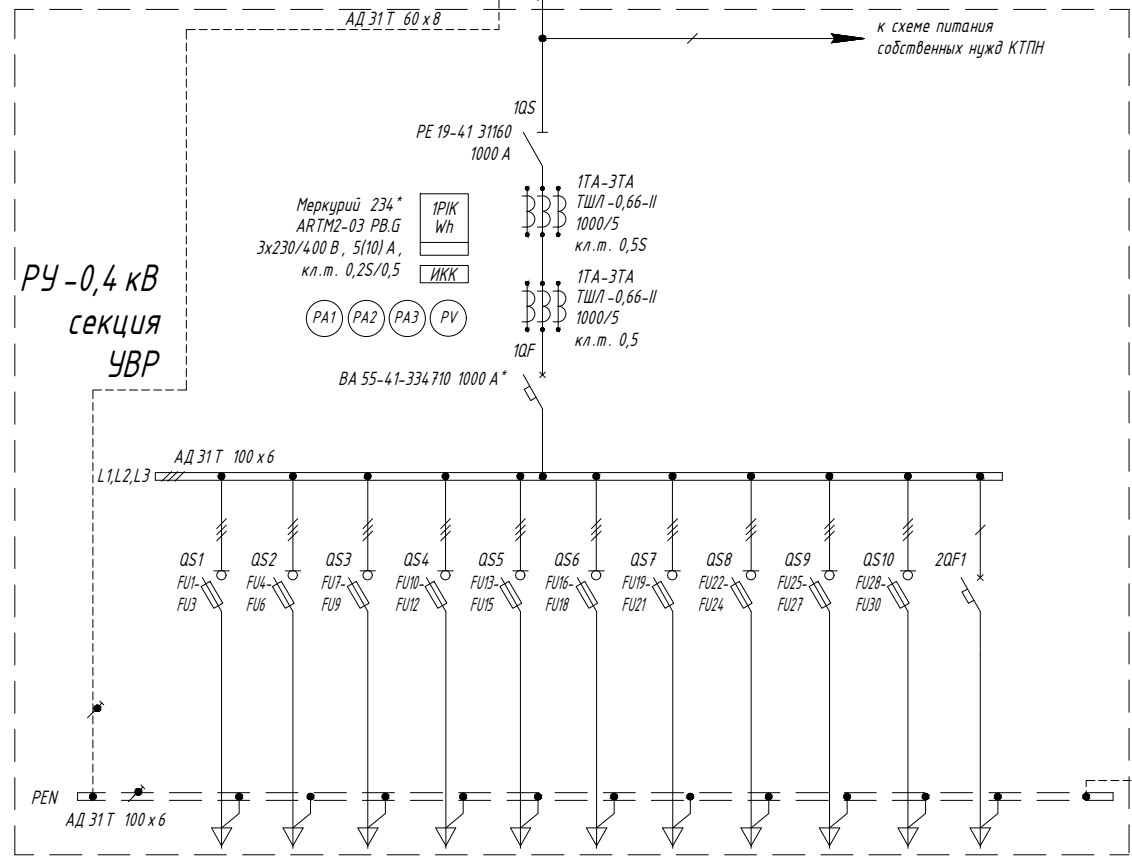 АД 31 Т 60 х 8
к схеме питания
собственных нужд КТПН
1QS
РЕ 19-41 31160
1000 А
1ТА-3ТА
ТШЛ-0,66-II
1000/5
кл.т. 0,5S
Меркурий 234*
ARTM2-03 PB.G
3х230/400 В, 5(10) А,
кл.т. 0,2S/0,5
1PIK
Wh
ИКК
1ТА-3ТА
ТШЛ-0,66-II
1000/5
кл.т. 0,5
РУ-0,4 кВ
секция
УВР
PA1 PA2 PA3 PV
1QF
ВА 55-41-334710 1000 А*
АД 31 Т 100 х 6
L1,L2,L3
QS1 QS2 QS3 QS4 QS5 QS6 QS7 QS8 QS9 QS10 2QF1
FU1- FU4- FU7- FU10- FU13- FU16- FU19- FU22- FU25- FU28-
FU3 FU6 FU9 FU12 FU15 FU18 FU21 FU24 FU27 FU30
PEN
АД 31 Т 100 х 6